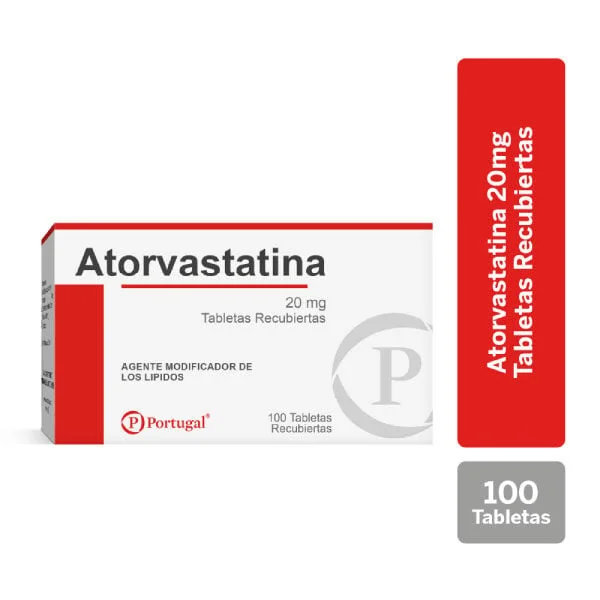 Atorvastatina
20 mg
Tabletas Recubiertas
AGENTE MODIFICADOR DE
LOS LIPIDOS
P Portugal®
100 Tabletas
Recubiertas
P
Atorvastatina 20mg
Tabletas Recubiertas
100
Tabletas